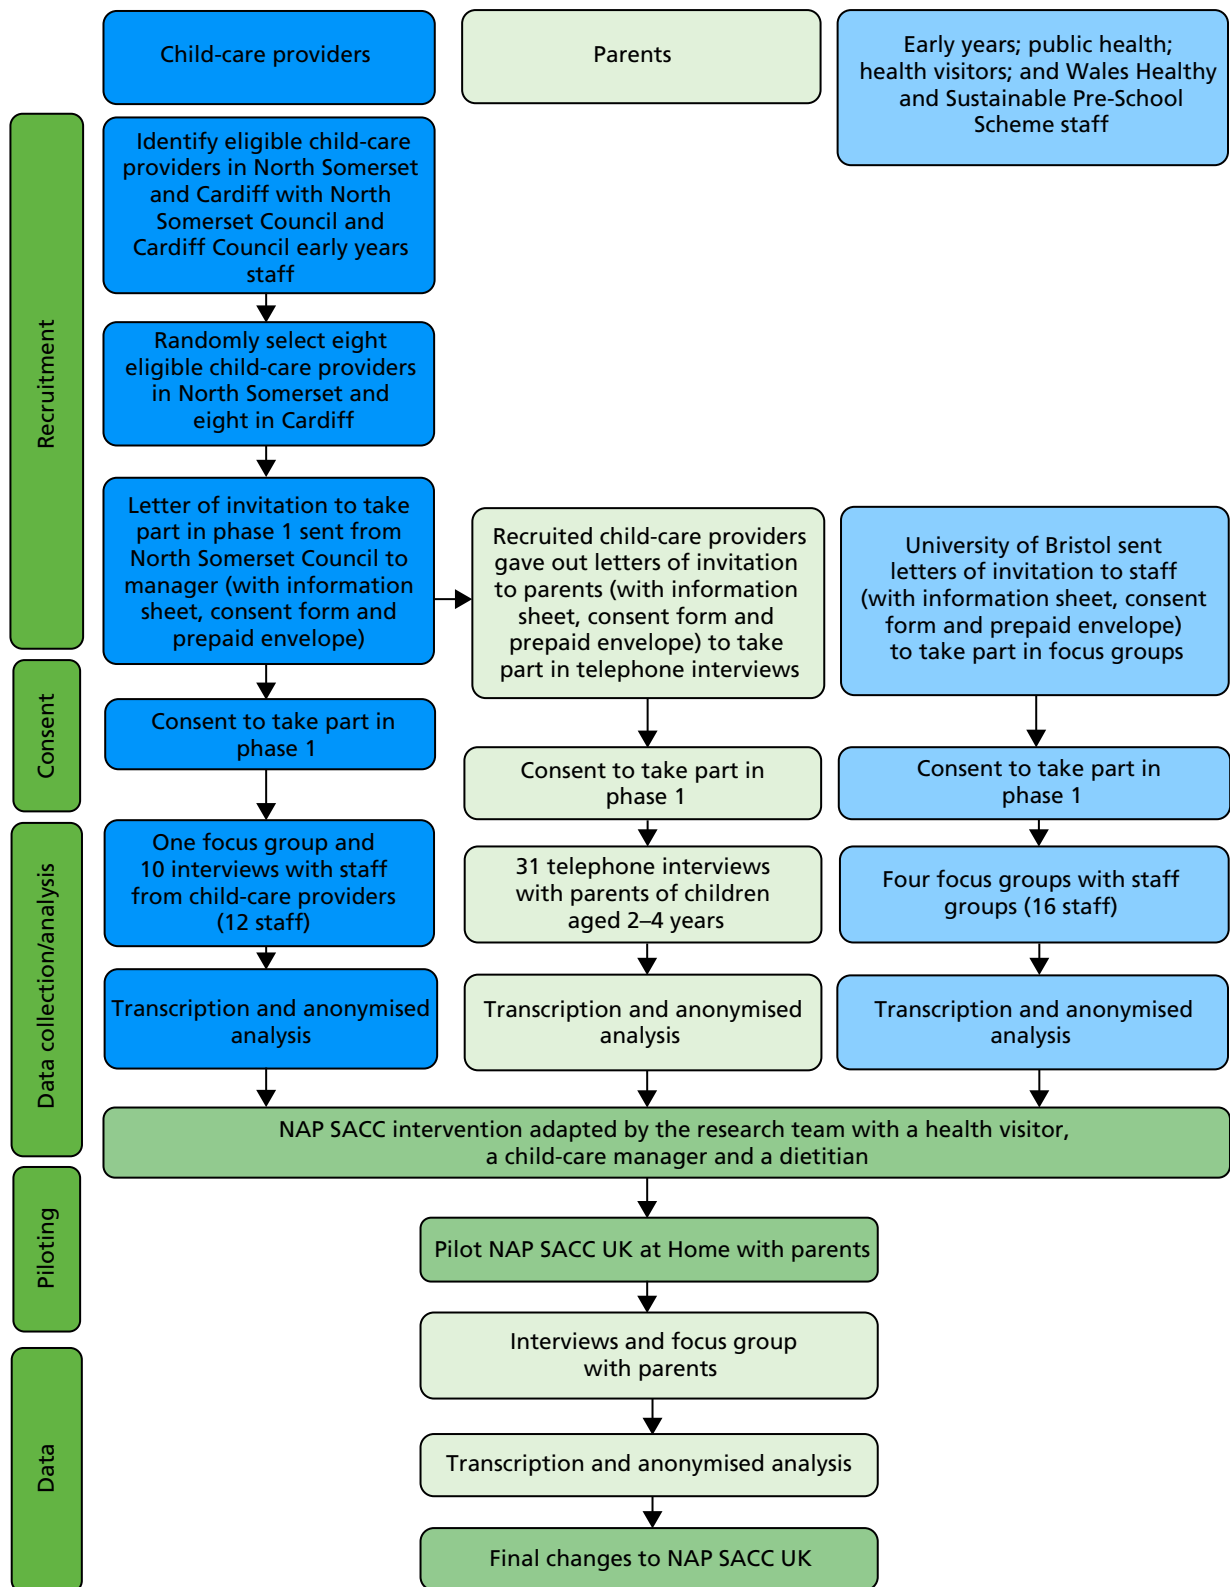 Child-care providers
Parents
Early years; public health;
health visitors; and Wales Healthy
and Sustainable Pre-School
Scheme staff
Recruitment
Identify eligible child-care
providers in North Somerset
and Cardiff with North
Somerset Council and
Cardiff Council early years
staff
Randomly select eight
eligible child-care providers
in North Somerset and
eight in Cardiff
Letter of invitation to take
part in phase 1 sent from
North Somerset Council to
manager (with information
sheet, consent form and
prepaid envelope)
Recruited child-care providers
gave out letters of invitation
to parents (with information
sheet, consent form and
prepaid envelope) to take
part in telephone interviews
University of Bristol sent
letters of invitation to staff
(with information sheet, consent
form and prepaid envelope)
to take part in focus groups
Consent
Consent to take part in
phase 1
Consent to take part in
phase 1
Consent to take part in
phase 1
Data collection/analysis
One focus group and
10 interviews with staff
from child-care providers
(12 staff)
31 telephone interviews
with parents of children
aged 2–4 years
Four focus groups with staff
groups (16 staff)
Transcription and anonymised
analysis
Transcription and anonymised
analysis
Transcription and anonymised
analysis
NAP SACC intervention adapted by the research team with a health visitor,
a child-care manager and a dietitian
Piloting
Pilot NAP SACC UK at Home with parents
Interviews and focus group
with parents
Data
Transcription and anonymised analysis
Final changes to NAP SACC UK